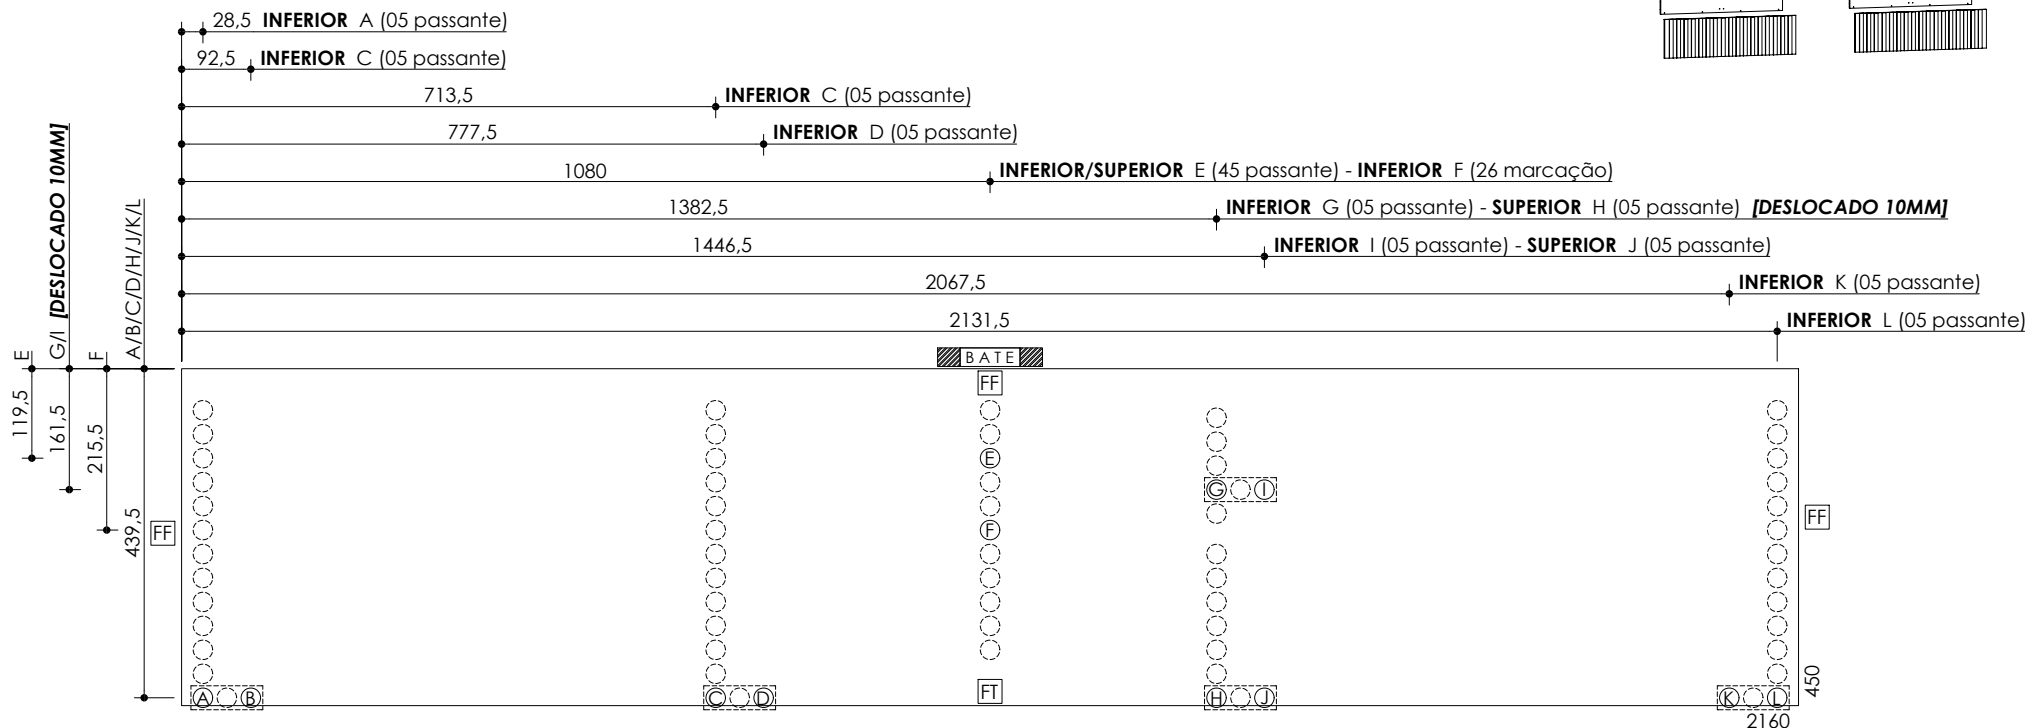 28,5 INFERIOR A (05 passante)
92,5 INFERIOR C (05 passante)
713,5 INFERIOR C (05 passante)
777,5 INFERIOR D (05 passante)
1080 INFERIOR/SUPERIOR E (45 passante) - INFERIOR F (26 marcação)
1382,5 INFERIOR G (05 passante) - SUPERIOR H (05 passante) [DESLOCADO 10MM]
1446,5 INFERIOR I (05 passante) - SUPERIOR J (05 passante)
2067,5 INFERIOR K (05 passante)
2131,5 INFERIOR L (05 passante)
E
G/I [DESLOCADO 10MM]
F
A/B/C/D/H/J/K/L
119,5
161,5
215,5
439,5
BATE
FF
FF
FF
E
G I
F
A B
C D
FT
H J
K L
450
2160